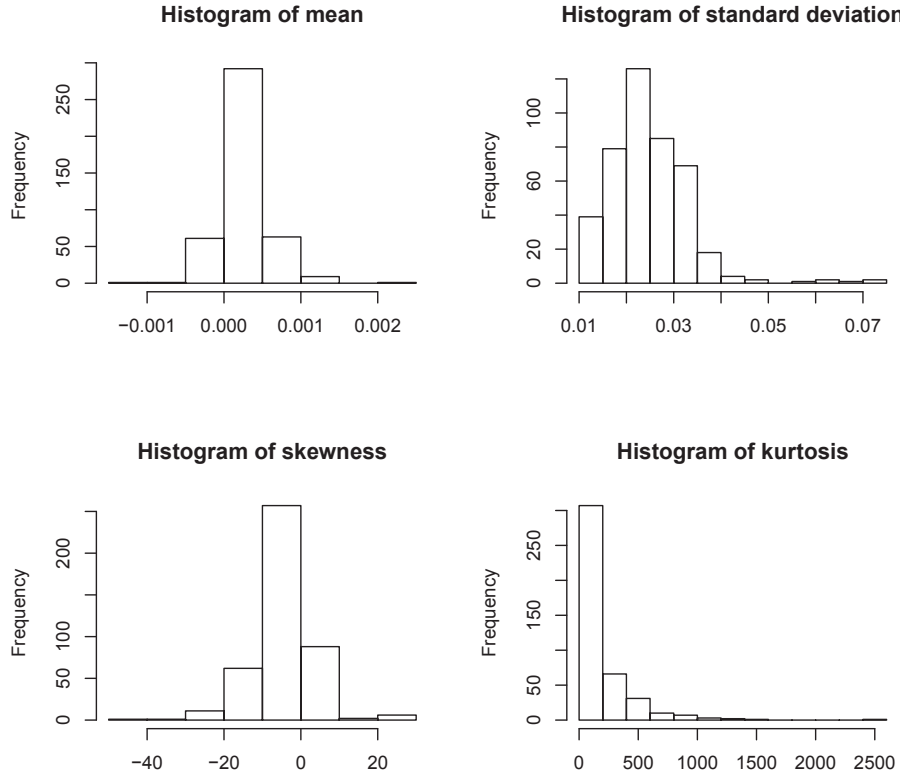 Histogram of mean
Frequency
0 50 150 250
−0.001 0.000 0.001 0.002
Histogram of standard deviation
Frequency
0 20 60 100
0.01 0.03 0.05 0.07
Histogram of skewness
Frequency
0 50 100 200
−40 −20 0 20
Histogram of kurtosis
Frequency
0 50 150 250
0 500 1000 1500 2000 2500